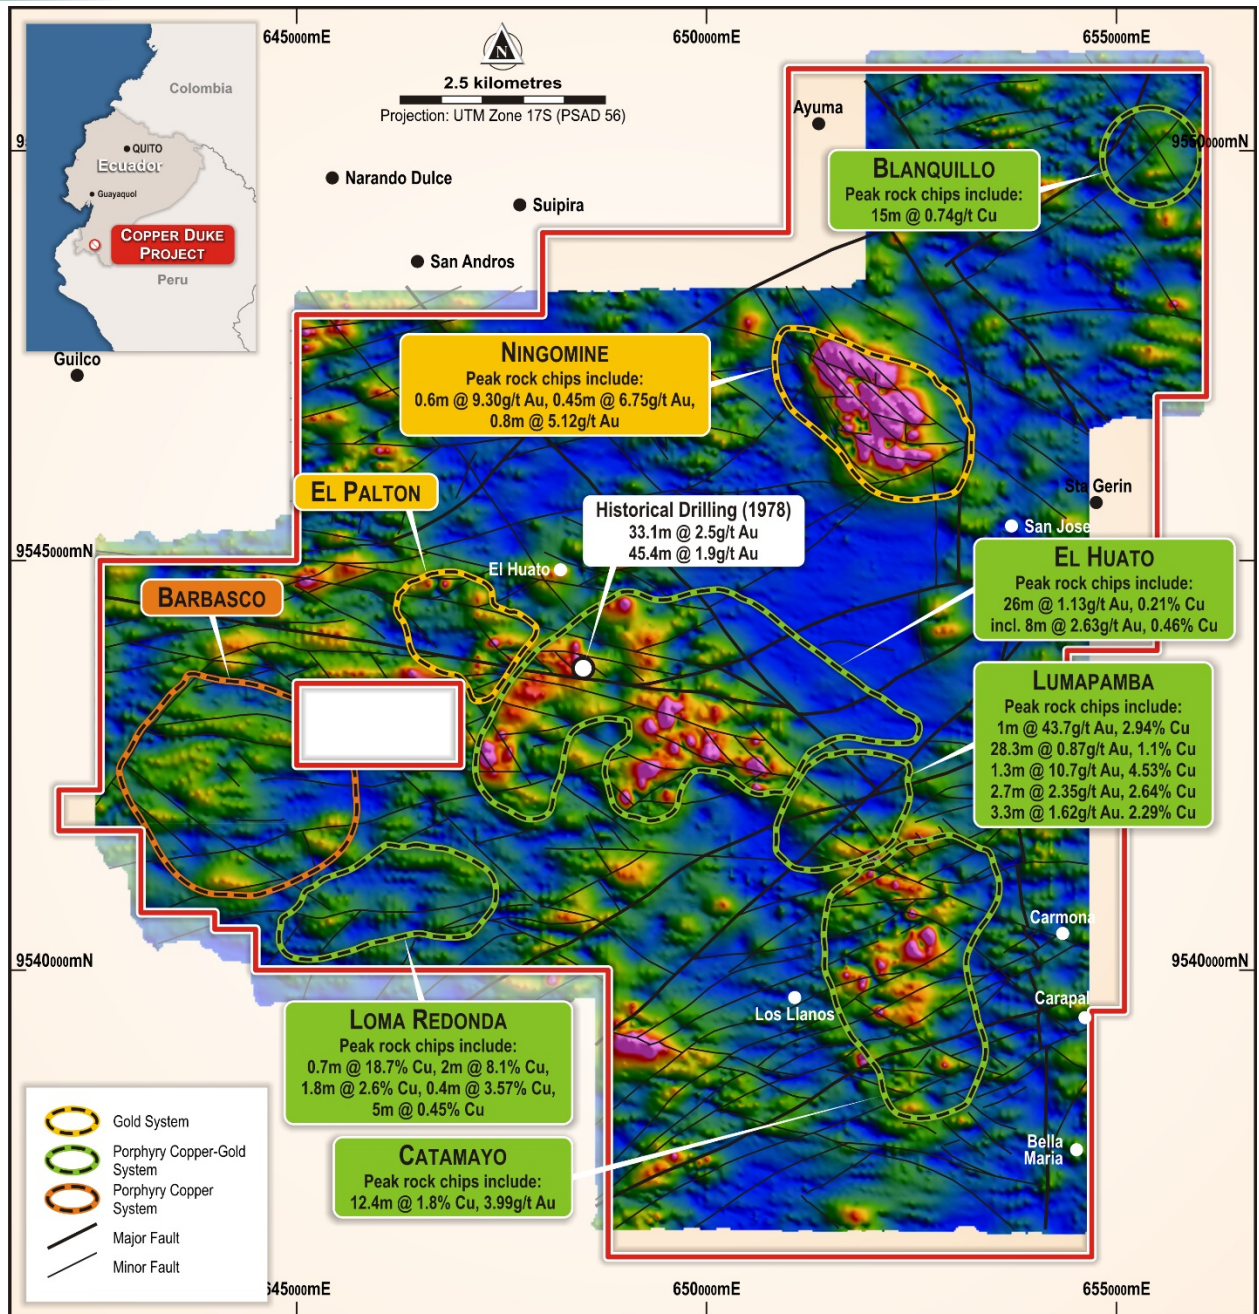 645000mE
650000mE
655000mE
Colombia
QUITO
Ecuador
Guayaquol
COPPER DUKE
PROJECT
Peru
N
2.5 kilometres
Projection: UTM Zone 17S (PSAD 56)
Ayuma
9550000mN
Narando Dulce
Suipira
San Andros
Guilco
BLANQUILLO
Peak rock chips include:
15m @ 0.74g/t Cu
NINGOMINE
Peak rock chips include:
0.6m @ 9.30g/t Au, 0.45m @ 6.75g/t Au,
0.8m @ 5.12g/t Au
EL PALTON
Historical Drilling (1978)
33.1m @ 2.5g/t Au
45.4m @ 1.9g/t Au
Sta Gerin
San Jose
9545000mN
9545000mN
El Huato
EL HUATO
Peak rock chips include:
26m @ 1.13g/t Au, 0.21% Cu
incl. 8m @ 2.63g/t Au, 0.46% Cu
BARBASCO
LUMAPAMBA
Peak rock chips include:
1m @ 43.7g/t Au, 2.94% Cu
28.3m @ 0.87g/t Au, 1.1% Cu
1.3m @ 10.7g/t Au, 4.53% Cu
2.7m @ 2.35g/t Au, 2.64% Cu
3.3m @ 1.62g/t Au. 2.29% Cu
Carmona
9540000mN
9540000mN
Carapal
Los Llanos
LOMA REDONDA
Peak rock chips include:
0.7m @ 18.7% Cu, 2m @ 8.1% Cu,
1.8m @ 2.6% Cu, 0.4m @ 3.57% Cu,
5m @ 0.45% Cu
CATAMAYO
Peak rock chips include:
12.4m @ 1.8% Cu, 3.99g/t Au
Bella
Maria
Gold System
Porphyry Copper-Gold
System
Porphyry Copper
System
Major Fault
Minor Fault
645000mE
650000mE
655000mE